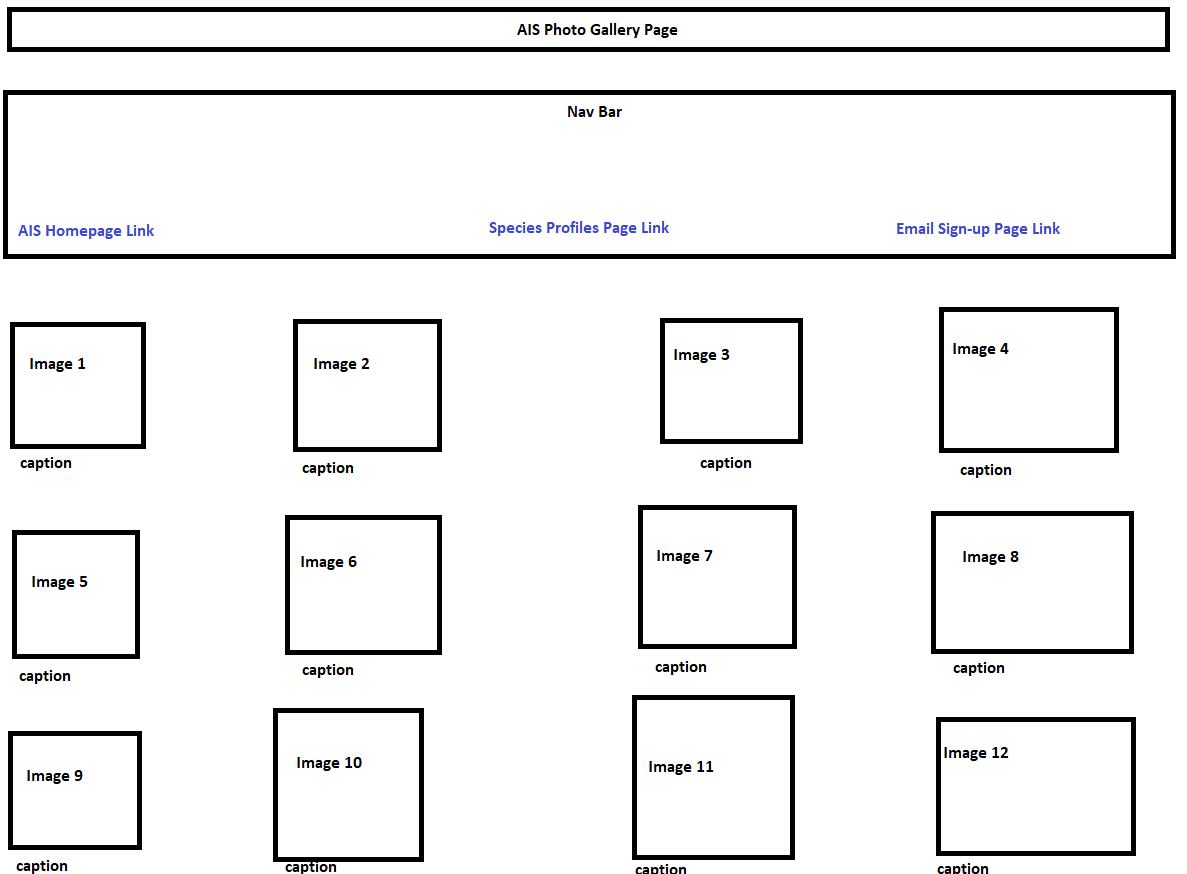 AIS Photo Gallery Page
Nav Bar
AIS Homepage Link
Species Profiles Page Link
Email Sign-up Page Link
Image 1
Image 2
Image 3
Image 4
caption
caption
caption
caption
Image 5
Image 6
Image 7
Image 8
caption
caption
caption
caption
Image 9
Image 10
Image 11
Image 12
caption
caption
caption
caption